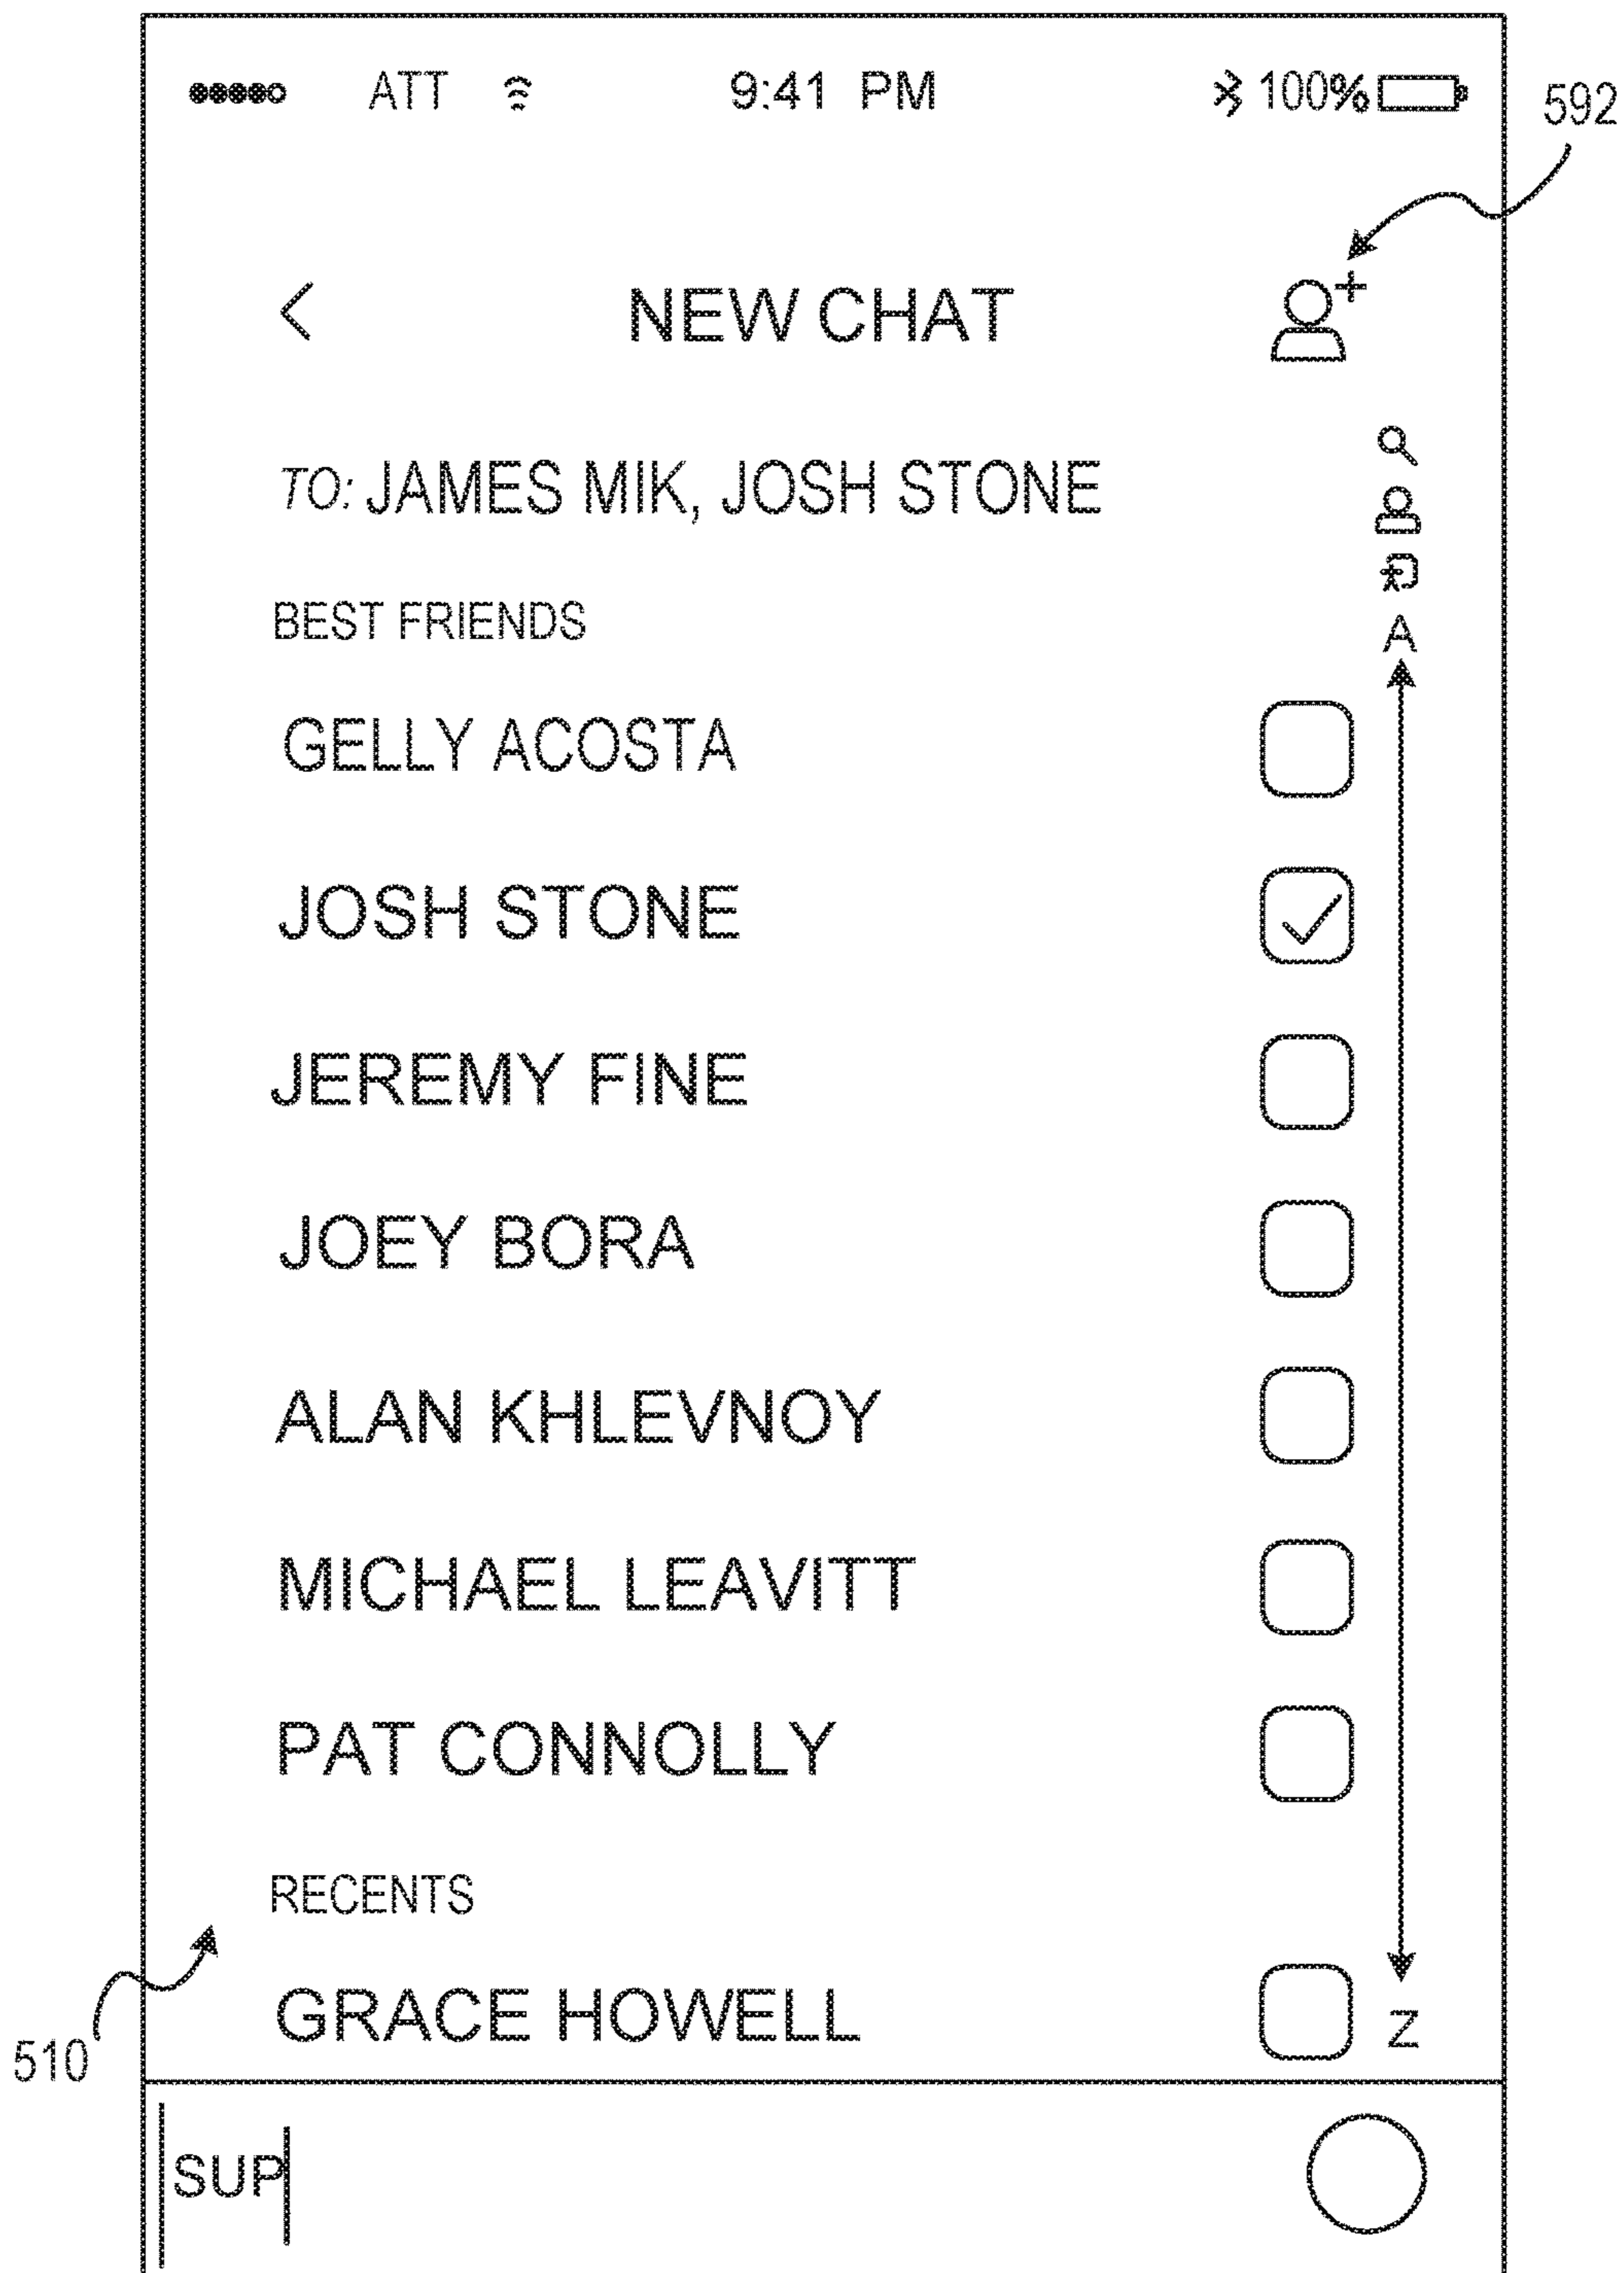 ATT 9:41 PM 100%
592
< NEW CHAT
TO: JAMES MIK, JOSH STONE
BEST FRIENDS
A
GELLY ACOSTA
JOSH STONE
JEREMY FINE
JOEY BORA
ALAN KHLEVNOY
MICHAEL LEAVITT
PAT CONNOLLY
RECENTS
GRACE HOWELL
Z
510
SUP